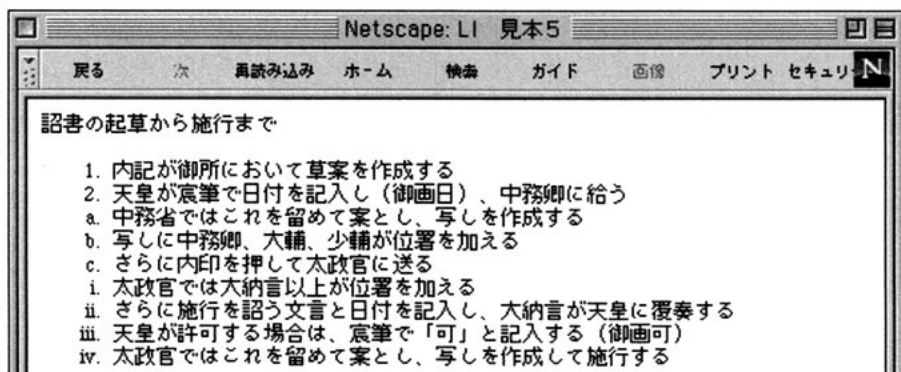 Netscape: LI 見本5
戻る 次 再読み込み ホーム 検索 ガイド 画像 プリント セキュリ N
詔書の起草から施行まで
1. 内記が御所において草案を作成する
2. 天皇が宸筆で日付を記入し（御画日）、中務卿に給う
a. 中務省ではこれを留めて案とし、写しを作成する
b. 写しに中務卿、大輔、少輔が位署を加える
c. さらに内印を押して太政官に送る
i. 太政官では大納言以上が位署を加える
ii. さらに施行を詔う文言と日付を記入し、大納言が天皇に覆奏する
iii. 天皇が許可する場合は、宸筆で「可」と記入する（御画可）
iv. 太政官ではこれを留めて案とし、写しを作成して施行する